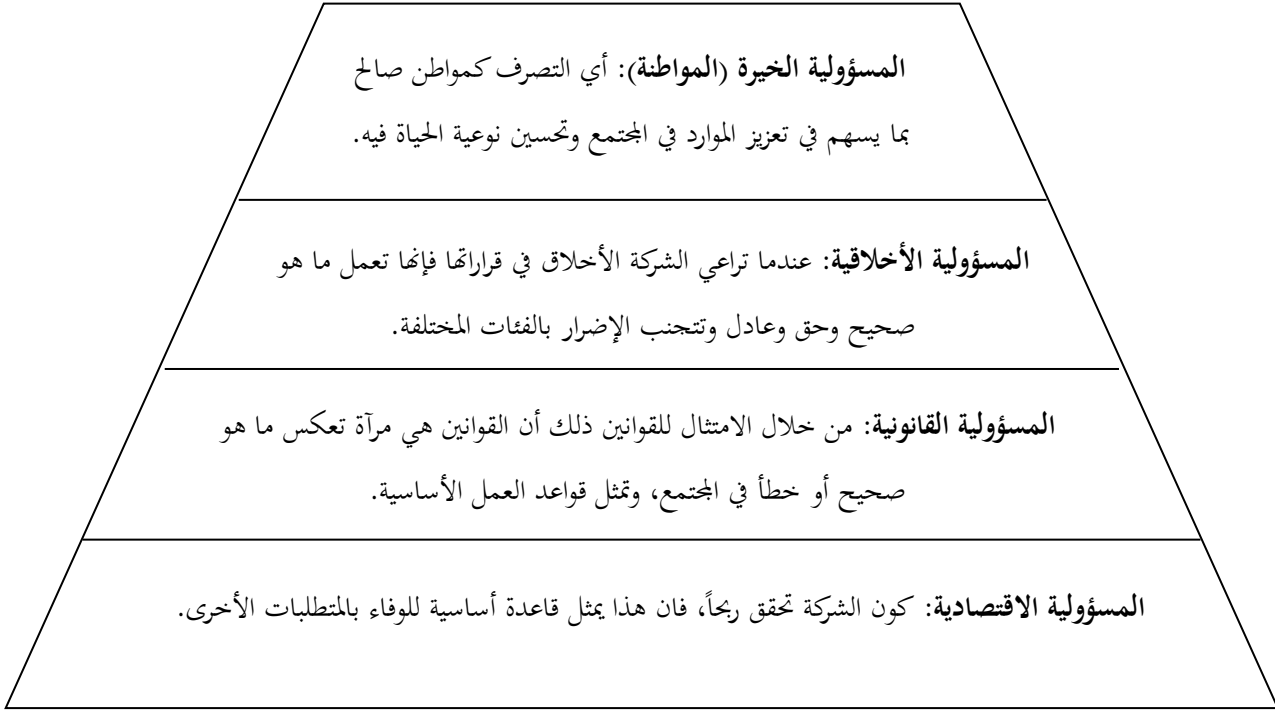 المسؤولية الخيرة (المواطنة): أي التصرف كمواطن صالح
بما يسهم في تعزيز الموارد في المجتمع وتحسين نوعية الحياة فيه.
المسؤولية الأخلاقية: عندما تراعي الشركة الأخلاق في قراراتها فإنها تعمل ما هو
صحيح وحق وعادل وتتجنب الإضرار بالفئات المختلفة.
المسؤولية القانونية: من خلال الامتثال للقوانين ذلك أن القوانين هي مرآة تعكس ما هو
صحيح أو خطأ في المجتمع، وتمثل قواعد العمل الأساسية.
المسؤولية الاقتصادية: كون الشركة تحقق ربحاً، فان هذا يمثل قاعدة أساسية للوفاء بالمتطلبات الأخرى.